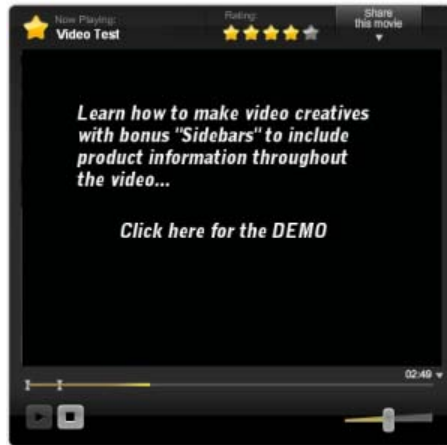 Now Playing:
Video Test
Rating:
Share
this movie
Learn how to make video creatives
with bonus "Sidebars" to include
product information throughout
the video...
Click here for the DEMO
02:49